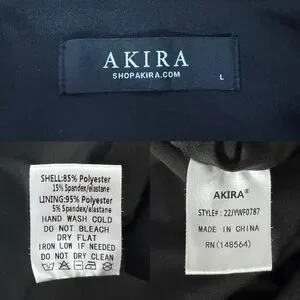 AKIRA
SHOPAKIRA.COM
L
SHELL:85% Polyester
15% Spandex/elastane
LINING:95% Polyester
5% Spandex/elastane
HAND WASH COLD
DO NOT BLEACH
DRY FLAT
IRON LOW IF NEEDED
DO NOT DRY CLEAN
AKIRA®
STYLE#: 22JYWF0787
MADE IN CHINA
RN(148564)